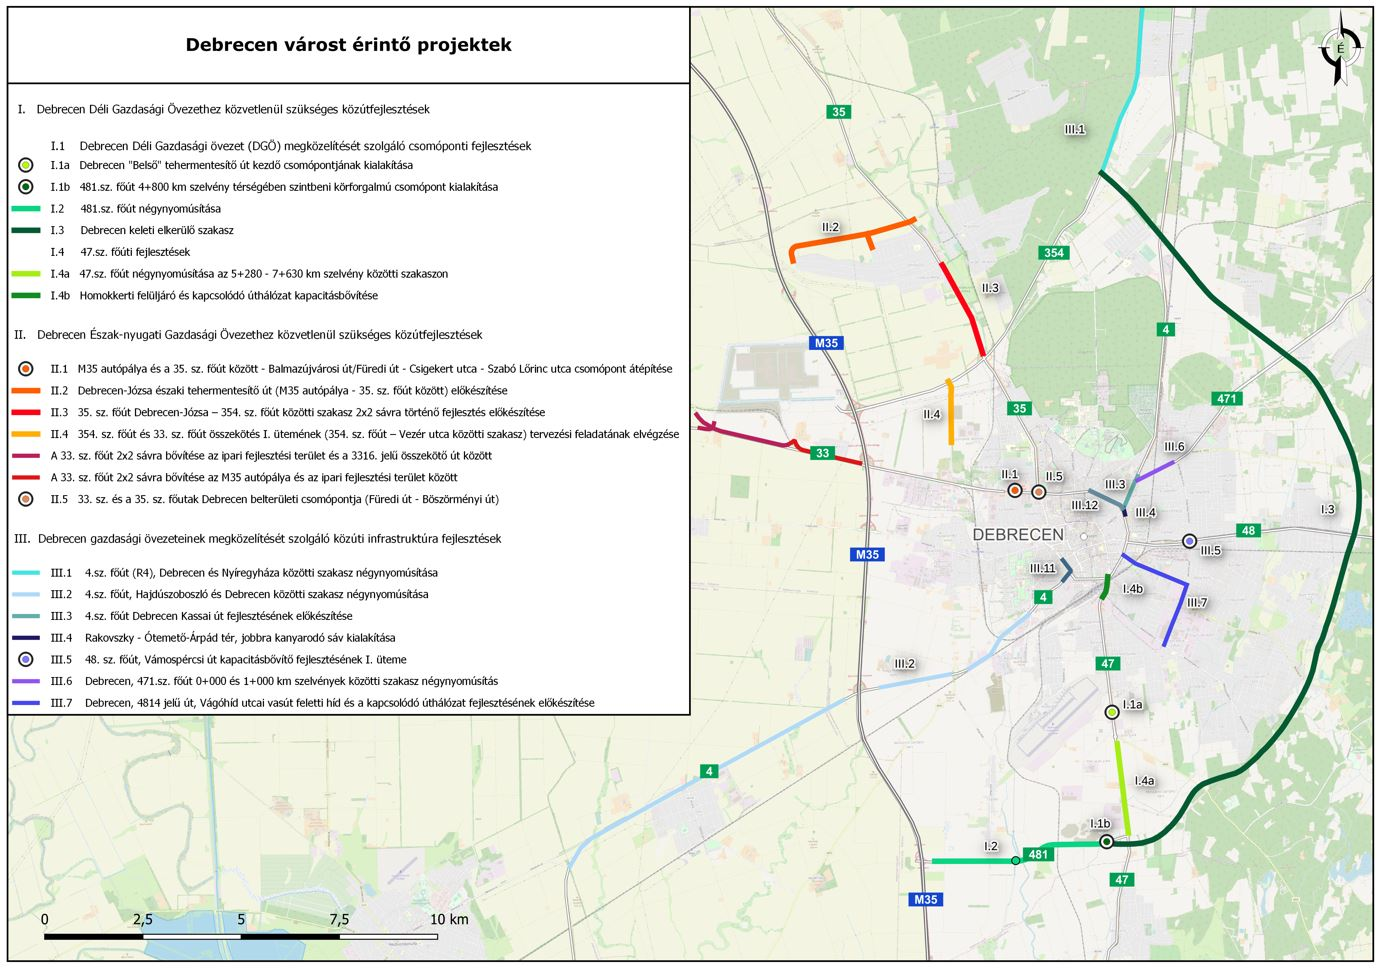 Debrecen várost érintő projektek
I. Debrecen Déli Gazdasági Övezethez közvetlenül szükséges közútfejlesztések
I.1 Debrecen Déli Gazdasági övezet (DGÖ) megközelítését szolgáló csomóponti fejlesztések
I.1a Debrecen "Belső" tehermentesítő út kezdő csomópontjának kialakítása
I.1b 481.sz. főút 4+800 km szelvény térségében szintbeni körforgalmú csomópont kialakítása
I.2 481.sz. főút négynyomúsítása
I.3 Debrecen keleti elkerülő szakasz
I.4 47.sz. főúti fejlesztések
I.4a 47.sz. főút négynyomúsítása az 5+280 - 7+630 km szelvény közötti szakaszon
I.4b Homokkerti felüljáró és kapcsolódó úthálózat kapacitásbővítése
II. Debrecen Észak-nyugati Gazdasági Övezethez közvetlenül szükséges közútfejlesztések
II.1 M35 autópálya és a 35. sz. főút között - Balmazújvárosi út/Füredi út - Csigekert utca - Szabó Lőrinc utca csomópont átépítése
II.2 Debrecen-Józsa északi tehermentesítő út (M35 autópálya - 35. sz. főút között) előkészítése
II.3 35. sz. főút Debrecen-Józsa – 354. sz. főút közötti szakasz 2x2 sávra történő fejlesztés előkészítése
II.4 354. sz. főút és 33. sz. főút összekötés I. ütemének (354. sz. főút – Vezér utca közötti szakasz) tervezési feladatának elvégzése
A 33. sz. főút 2x2 sávra bővítése az ipari fejlesztési terület és a 3316. jelű összekötő út között
A 33. sz. főút 2x2 sávra bővítése az M35 autópálya és az ipari fejlesztési terület között
II.5 33. sz. és a 35. sz. főutak Debrecen belterületi csomópontja (Füredi út - Böszörményi út)
III. Debrecen gazdasági övezeteinek megközelítését szolgáló közúti infrastruktúra fejlesztések
III.1 4.sz. főút (R4), Debrecen és Nyíregyháza közötti szakasz négynyomúsítása
III.2 4.sz. főút, Hajdúszoboszló és Debrecen közötti szakasz négynyomúsítása
III.3 4.sz. főút Debrecen Kassai út fejlesztésének előkészítése
III.4 Rakovszky - Ótemető-Árpád tér, jobbra kanyarodó sáv kialakítása
III.5 48. sz. főút, Vámospércsi út kapacitásbővítő fejlesztésének I. üteme
III.6 Debrecen, 471.sz. főút 0+000 és 1+000 km szelvények közötti szakasz négynyomúsítás
III.7 Debrecen, 4814 jelű út, Vágóhíd utcai vasút feletti híd és a kapcsolódó úthálózat fejlesztésének előkészítése
0 2,5 5 7,5 10 km
É
35
III.1
II.2
354
II.3
4
M35
471
II.4
35
III.6
33
II.1
II.5
III.3
III.12
III.4
I.3
48
DEBRECEN
III.5
M35
III.11
I.4b
4
III.7
III.2
47
I.1a
4
I.4a
I.1b
I.2
481
47
M35